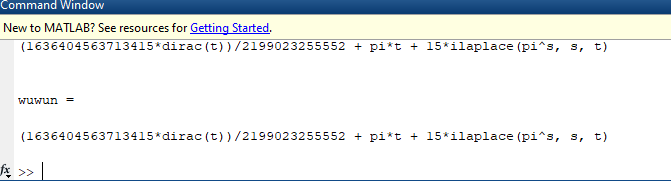 Command Window
New to MATLAB? See resources for Getting Started.
(1636404563713415*dirac(t))/2199023255552 + pi*t + 15*ilaplace(pi^s, s, t)
wuwun =
(1636404563713415*dirac(t))/2199023255552 + pi*t + 15*ilaplace(pi^s, s, t)
fx >>